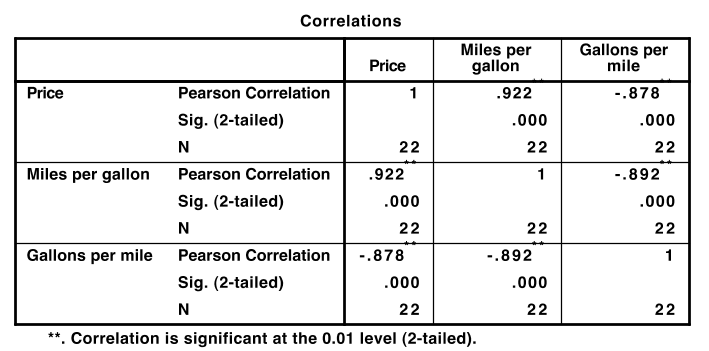 Correlations
Price Miles per gallon Gallons per mile
Price Pearson Correlation 1 .922** -.878**
Sig. (2-tailed) .000 .000
N 22 22 22
Miles per gallon Pearson Correlation .922** 1 -.892**
Sig. (2-tailed) .000 .000
N 22 22 22
Gallons per mile Pearson Correlation -.878** -.892** 1
Sig. (2-tailed) .000 .000
N 22 22 22
**. Correlation is significant at the 0.01 level (2-tailed).